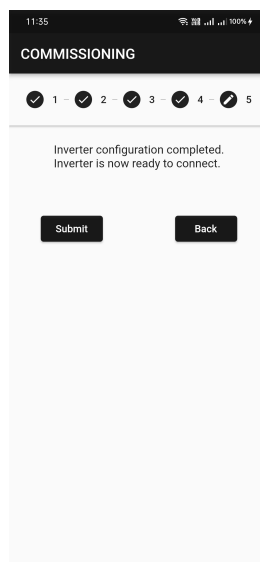 11:35
100%
COMMISSIONING
1 2 3 4 5
Inverter configuration completed.
Inverter is now ready to connect.
Submit Back